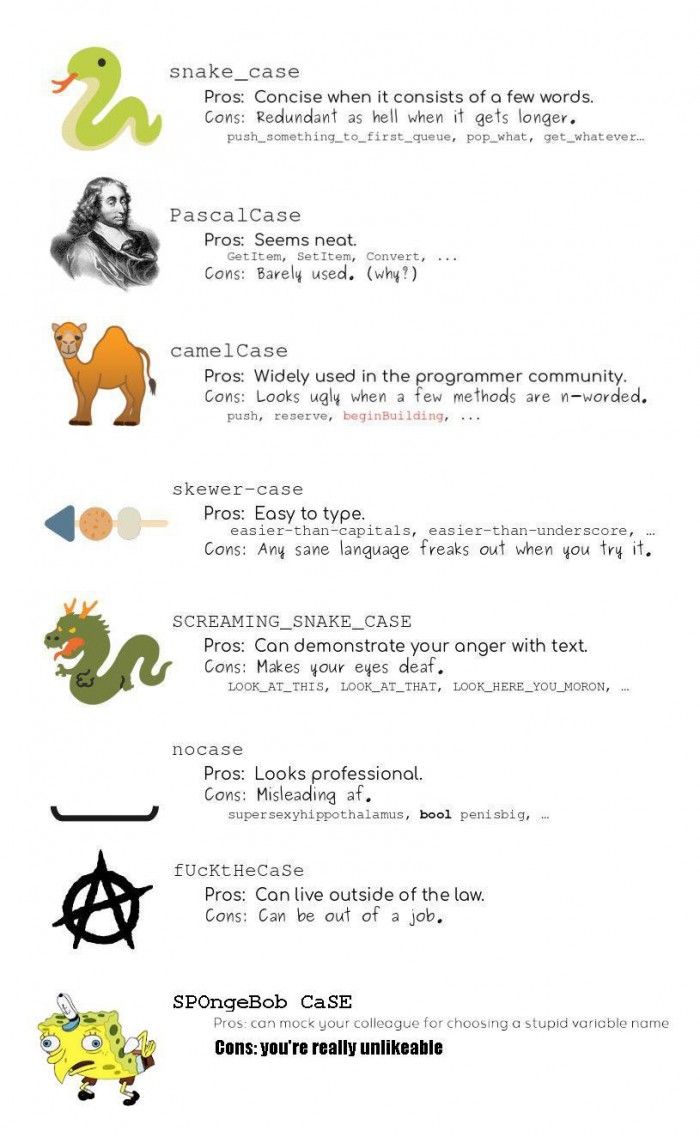 snake_case
Pros: Concise when it consists of a few words.
Cons: Redundant as hell when it gets longer.
push_something_to_first_queue, pop_what, get_whatever…
PascalCase
Pros: Seems neat.
GetItem, SetItem, Convert, ...
Cons: Barely used. (why?)
camelCase
Pros: Widely used in the programmer community.
Cons: Looks ugly when a few methods are n-worded.
push, reserve, beginBuilding, ...
skewer-case
Pros: Easy to type.
easier-than-capitals, easier-than-underscore, …
Cons: Any sane language freaks out when you try it.
SCREAMING_SNAKE_CASE
Pros: Can demonstrate your anger with text.
Cons: Makes your eyes deaf.
LOOK_AT_THIS, LOOK_AT_THAT, LOOK_HERE_YOU_MORON, …
nocase
Pros: Looks professional.
Cons: Misleading af.
supersexyhippothalamus, bool penisbig, …
fUcKtHeCaSe
Pros: Can live outside of the law.
Cons: Can be out of a job.
SPOngeBob CaSE
Pros: can mock your colleague for choosing a stupid variable name
Cons: you're really unlikeable